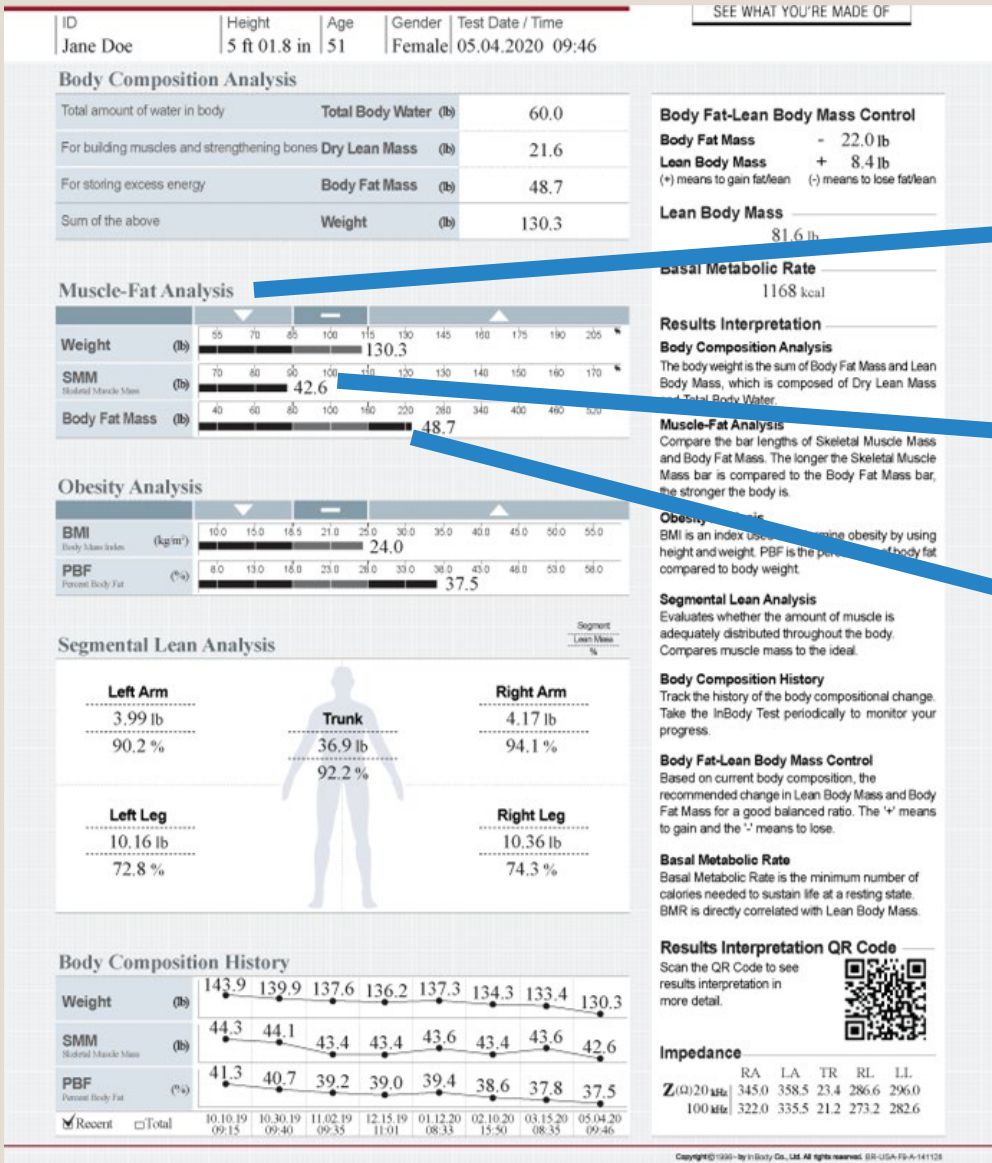 SEE WHAT YOU'RE MADE OF
ID Height Age Gender Test Date / Time
Jane Doe 5 ft 01.8 in 51 Female 05.04.2020 09:46
Body Composition Analysis
Total amount of water in body Total Body Water (lb) 60.0
For building muscles and strengthening bones Dry Lean Mass (lb) 21.6
For storing excess energy Body Fat Mass (lb) 48.7
Sum of the above Weight (lb) 130.3
Muscle-Fat Analysis
Weight (lb) 55 70 85 100 115 130 145 160 175 190 205 %
130.3
SMM (lb) 70 80 90 100 110 120 130 140 150 160 170 %
Skeletal Muscle Mass 42.6
Body Fat Mass (lb) 40 60 80 100 160 220 280 340 400 460 520
48.7
Obesity Analysis
BMI (kg/m²) 10.0 15.0 18.5 21.0 25.0 30.0 35.0 40.0 45.0 50.0 55.0
Body Mass Index 24.0
PBF (%) 8.0 13.0 18.0 23.0 28.0 33.0 38.0 43.0 48.0 53.0 58.0
Percent Body Fat 37.5
Segmental Lean Analysis
Segment
Lean Mass
%
Left Arm
3.99 lb
90.2 %
Trunk
36.9 lb
92.2 %
Right Arm
4.17 lb
94.1 %
Left Leg
10.16 lb
72.8 %
Right Leg
10.36 lb
74.3 %
Body Composition History
Weight (lb) 143.9 139.9 137.6 136.2 137.3 134.3 133.4 130.3
SMM (lb) 44.3 44.1 43.4 43.4 43.6 43.4 43.6 42.6
Skeletal Muscle Mass
PBF (%) 41.3 40.7 39.2 39.0 39.4 38.6 37.8 37.5
Percent Body Fat
Recent Total 10.10.19 10.30.19 11.02.19 12.15.19 01.12.20 02.10.20 03.15.20 05.04.20
09:15 09:40 09:35 11:01 08:33 15:50 08:35 09:46
Body Fat-Lean Body Mass Control
Body Fat Mass - 22.0 lb
Lean Body Mass + 8.4 lb
(+) means to gain fat/lean (-) means to lose fat/lean
Lean Body Mass
81.6 lb
Basal Metabolic Rate
1168 kcal
Results Interpretation
Body Composition Analysis
The body weight is the sum of Body Fat Mass and Lean
Body Mass, which is composed of Dry Lean Mass
and Total Body Water.
Muscle-Fat Analysis
Compare the bar lengths of Skeletal Muscle Mass
and Body Fat Mass. The longer the Skeletal Muscle
Mass bar is compared to the Body Fat Mass bar,
the stronger the body is.
Obesity
BMI is an index obesity by using
height and weight. PBF is the of body fat
compared to body weight.
Segmental Lean Analysis
Evaluates whether the amount of muscle is
adequately distributed throughout the body.
Compares muscle mass to the ideal.
Body Composition History
Track the history of the body compositional change.
Take the InBody Test periodically to monitor your
progress.
Body Fat-Lean Body Mass Control
Based on current body composition, the
recommended change in Lean Body Mass and Body
Fat Mass for a good balanced ratio. The '+' means
to gain and the '-' means to lose.
Basal Metabolic Rate
Basal Metabolic Rate is the minimum number of
calories needed to sustain life at a resting state.
BMR is directly correlated with Lean Body Mass.
Results Interpretation QR Code
Scan the QR Code to see
results interpretation in
more detail.
Impedance
RA LA TR RL LL
Z(Ω)20 kHz 345.0 358.5 23.4 286.6 296.0
100 kHz 322.0 335.5 21.2 273.2 282.6
Copyright©1996~ by InBody Co., Ltd. All rights reserved. BR-USA-F9-A-141128